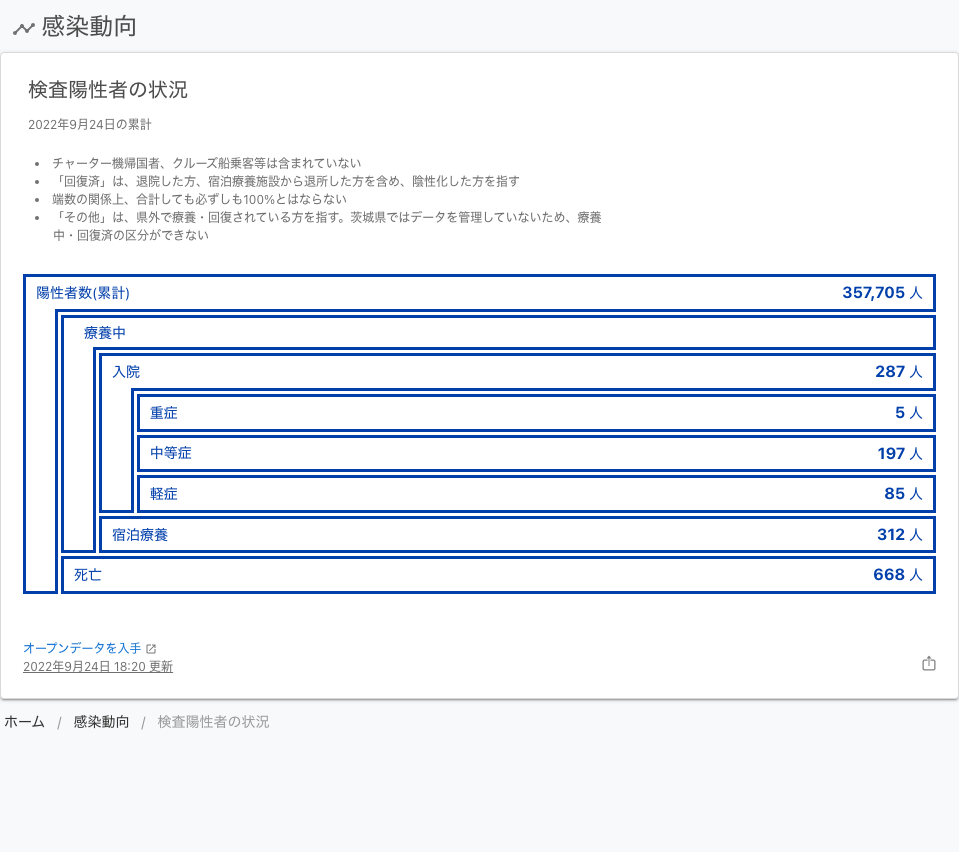 感染動向
検査陽性者の状況
2022年9月24日の累計
• チャーター機帰国者、クルーズ船乗客等は含まれていない
• 「回復済」は、退院した方、宿泊療養施設から退所した方を含め、陰性化した方を指す
• 端数の関係上、合計しても必ずしも100%とはならない
• 「その他」は、県外で療養・回復されている方を指す。茨城県ではデータを管理していないため、療養
中・回復済の区分ができない
陽性者数(累計) 357,705 人
療養中
入院 287 人
重症 5 人
中等症 197 人
軽症 85 人
宿泊療養 312 人
死亡 668 人
オープンデータを入手
2022年9月24日 18:20 更新
ホーム / 感染動向 / 検査陽性者の状況